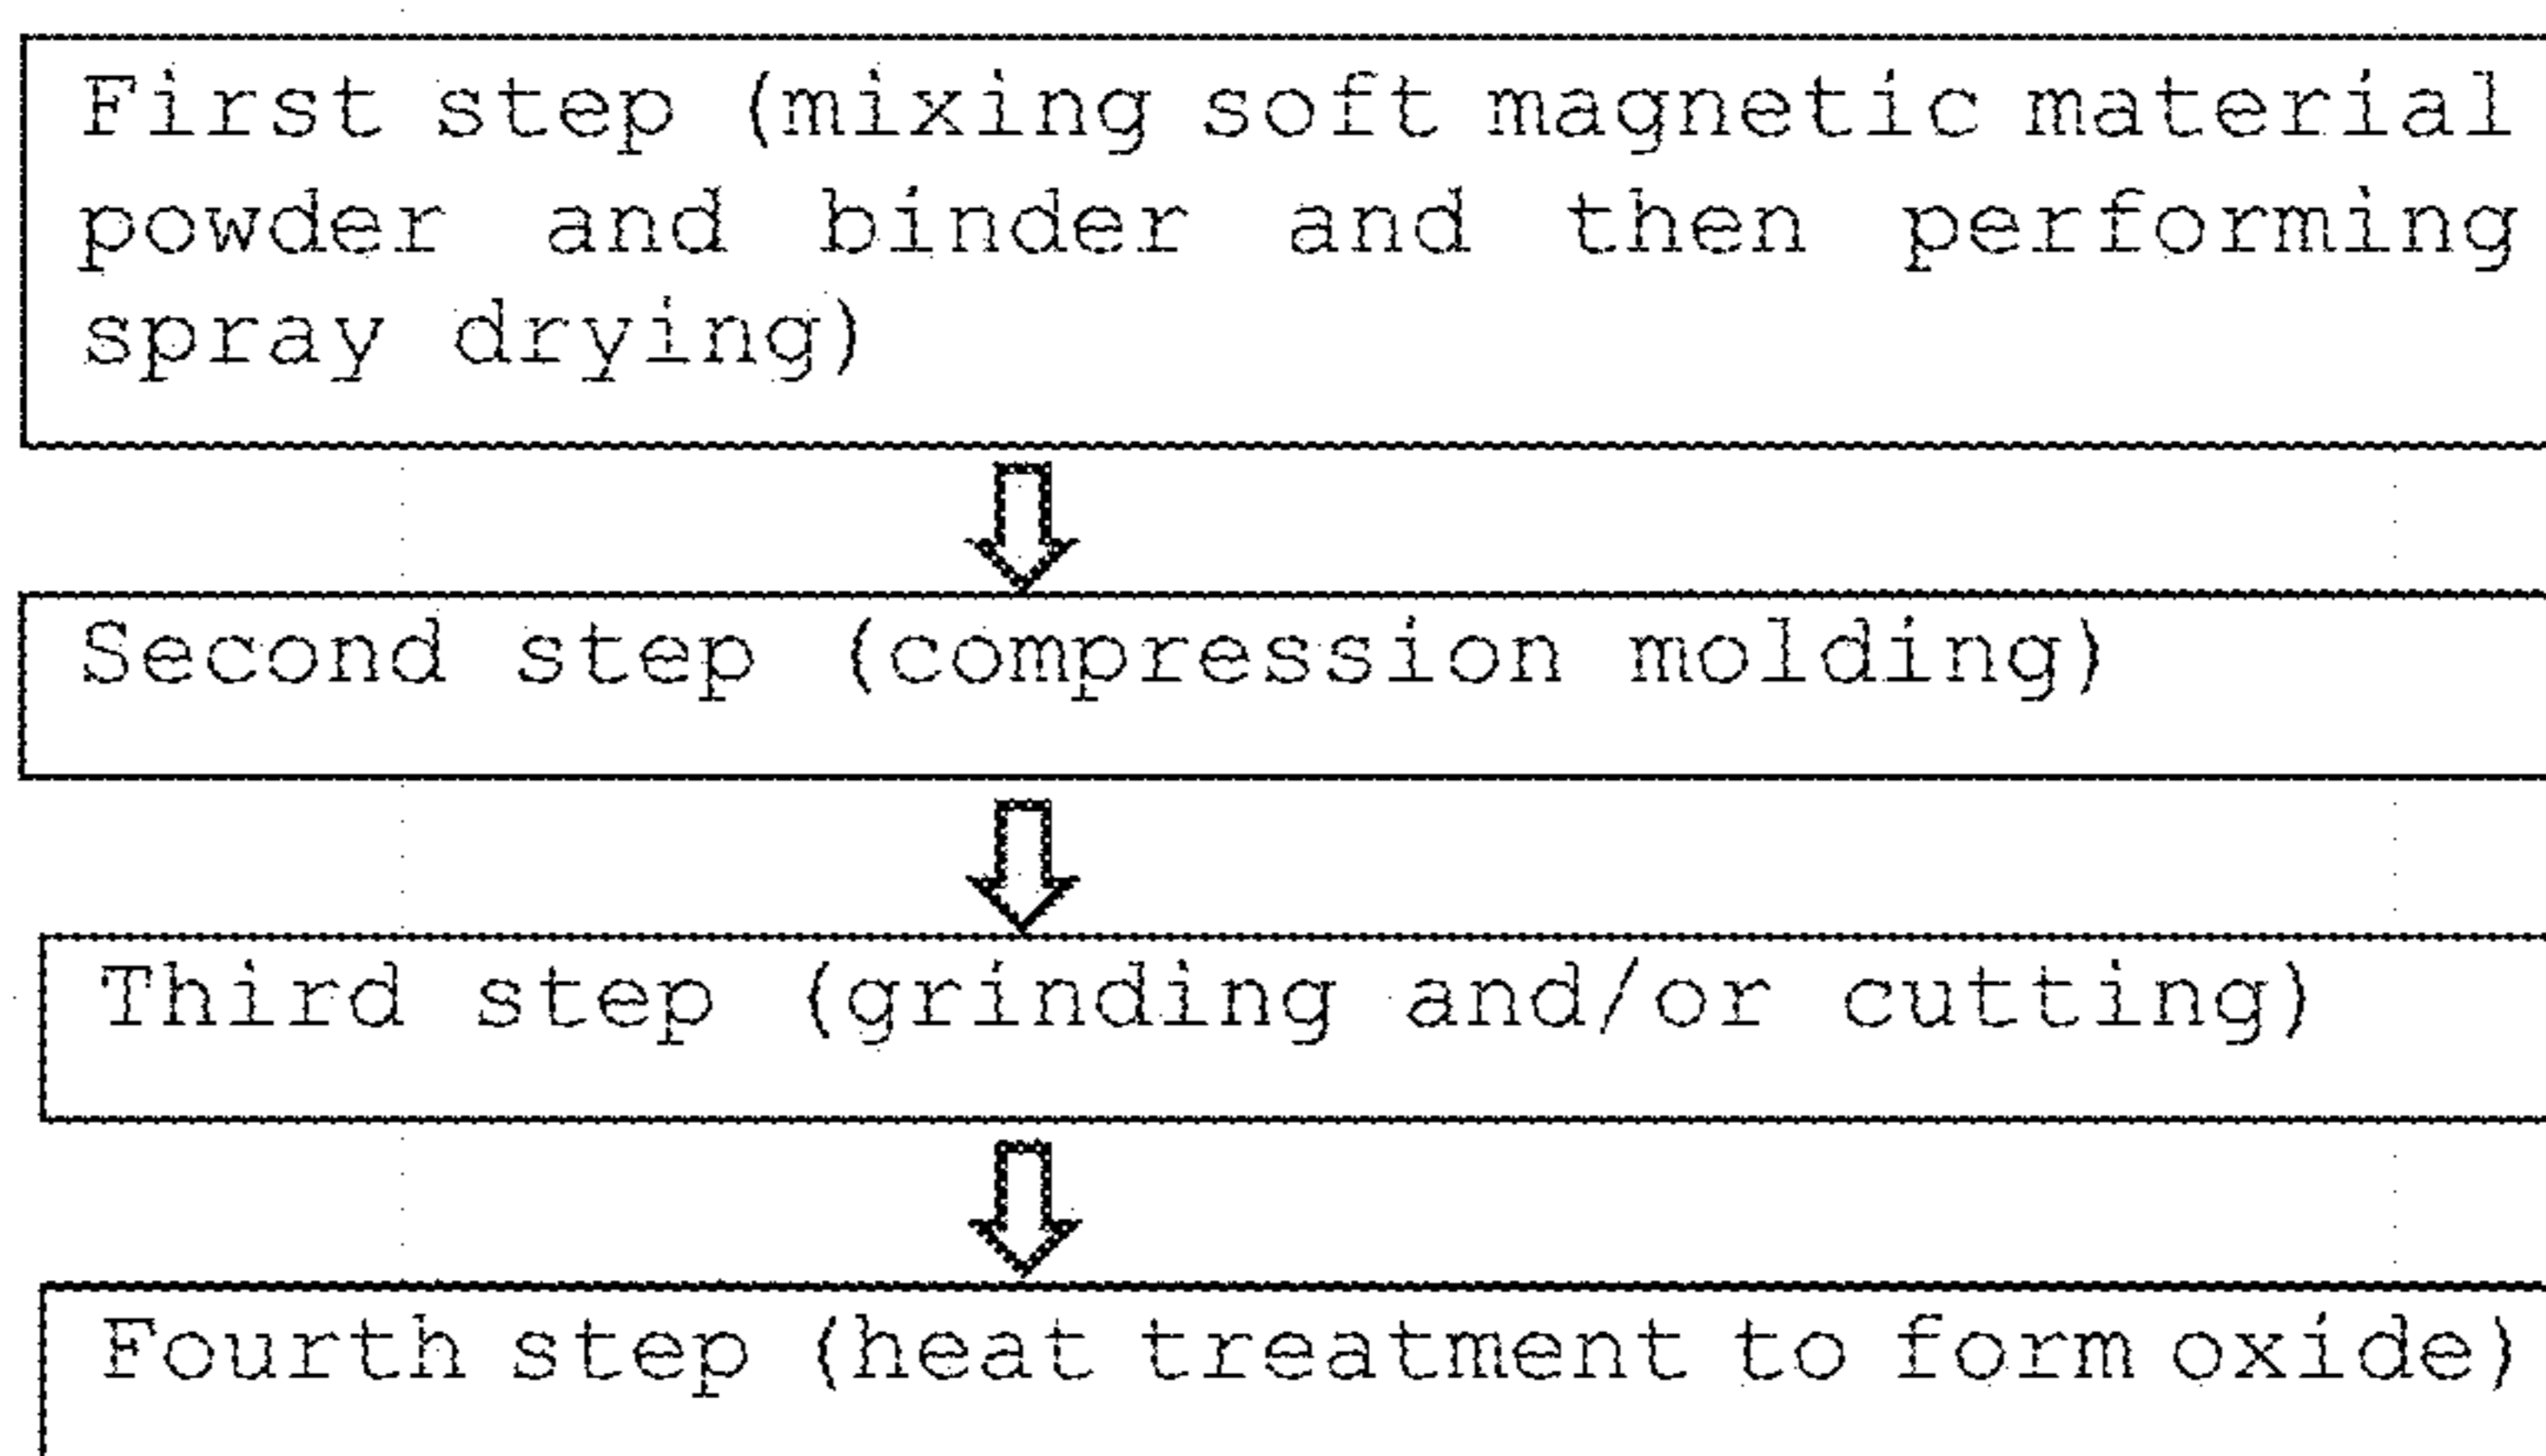 First step (mixing soft magnetic material
powder and binder and then performing
spray drying)
Second step (compression molding)
Third step (grinding and/or cutting)
Fourth step (heat treatment to form oxide)